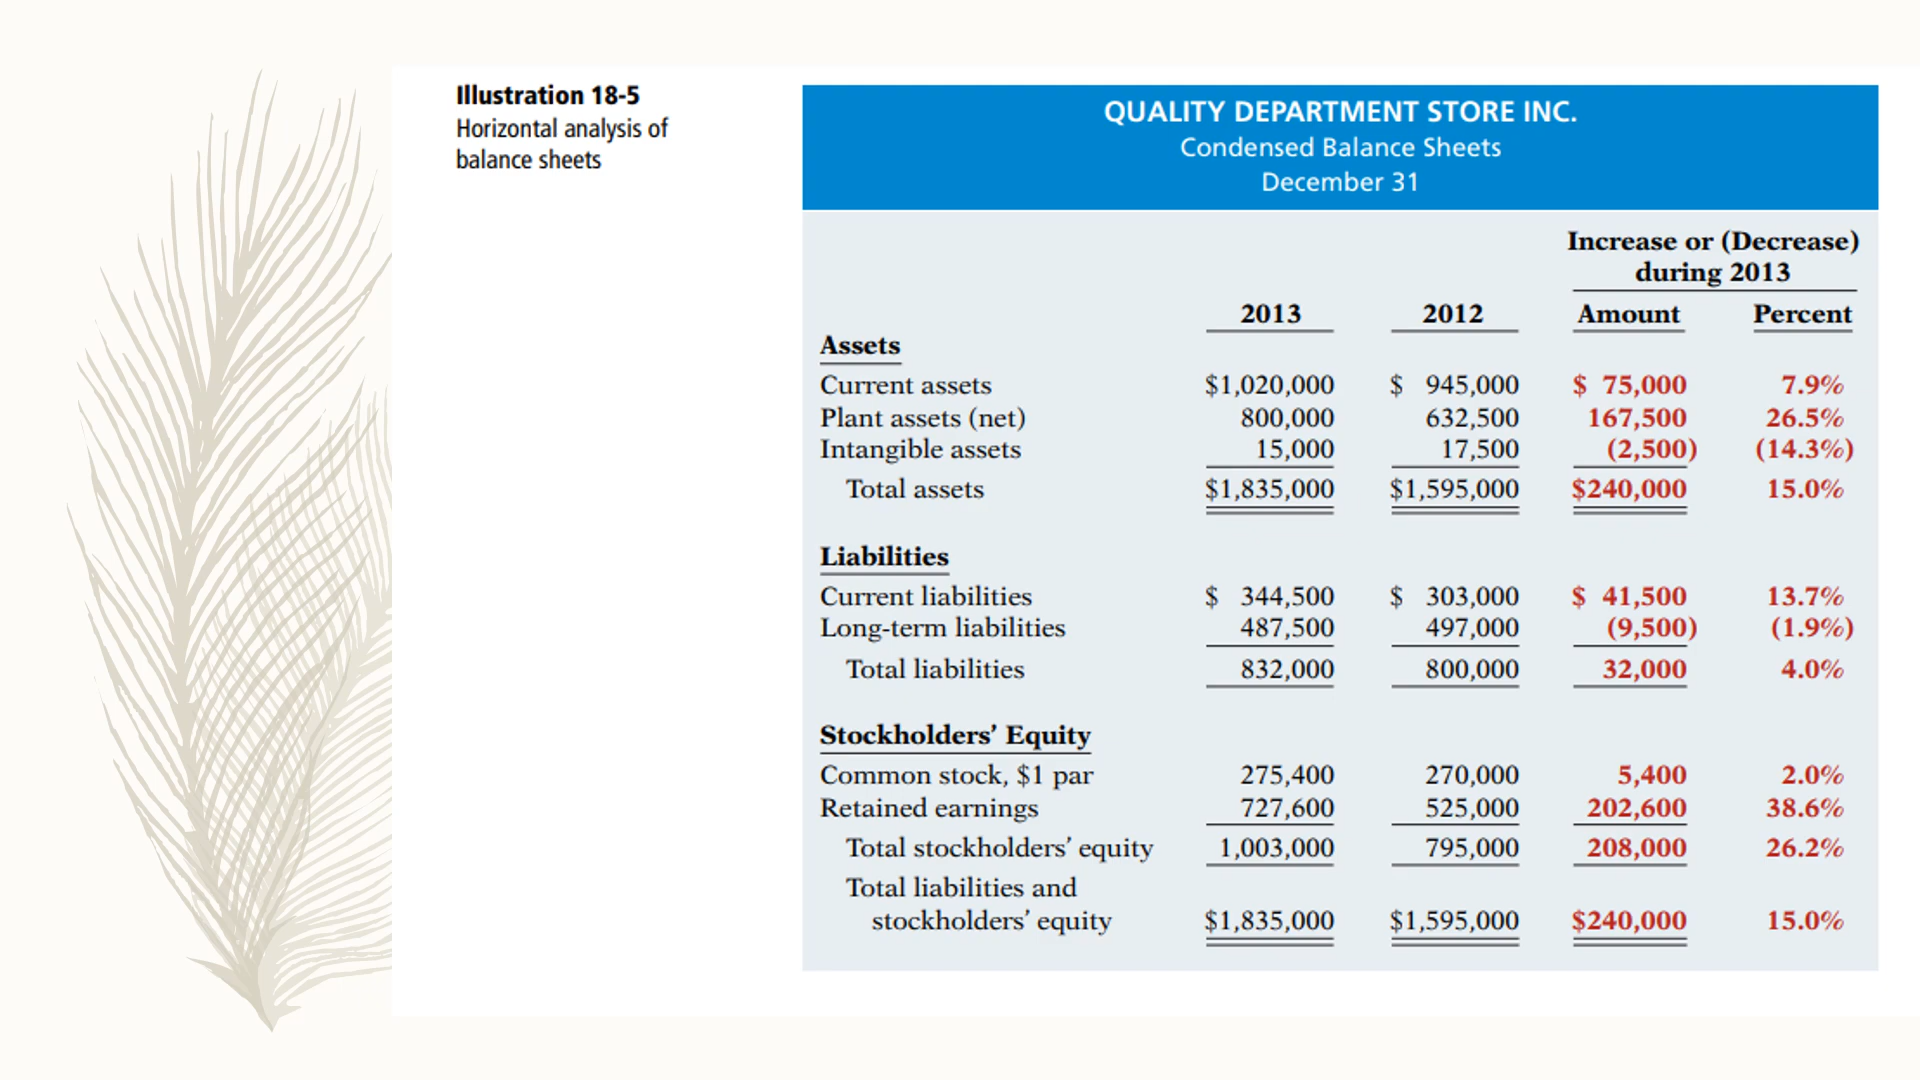 Illustration 18-5
Horizontal analysis of
balance sheets
QUALITY DEPARTMENT STORE INC.
Condensed Balance Sheets
December 31
Increase or (Decrease)
during 2013
2013 2012 Amount Percent
Assets
Current assets $1,020,000 $ 945,000 $ 75,000 7.9%
Plant assets (net) 800,000 632,500 167,500 26.5%
Intangible assets 15,000 17,500 (2,500) (14.3%)
Total assets $1,835,000 $1,595,000 $240,000 15.0%
Liabilities
Current liabilities $ 344,500 $ 303,000 $ 41,500 13.7%
Long-term liabilities 487,500 497,000 (9,500) (1.9%)
Total liabilities 832,000 800,000 32,000 4.0%
Stockholders’ Equity
Common stock, $1 par 275,400 270,000 5,400 2.0%
Retained earnings 727,600 525,000 202,600 38.6%
Total stockholders’ equity 1,003,000 795,000 208,000 26.2%
Total liabilities and
stockholders’ equity $1,835,000 $1,595,000 $240,000 15.0%